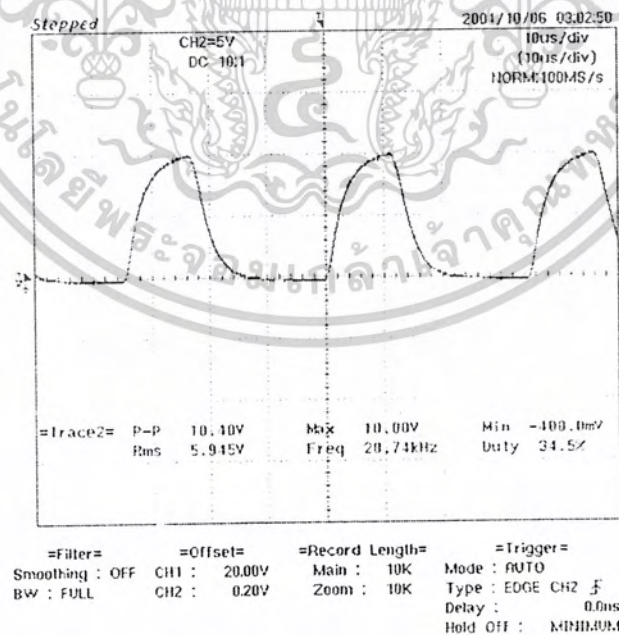 Stopped 2001/10/06 03:02:50
CH2=5V
DC 10:1
10us/div
(10us/div)
NORM:100MS/s
=Trace2= P-P 10.40V Max 10.00V Min -400.0mV
Rms 5.945V Freq 20.74kHz Duty 34.5%
=Filter= =Offset= =Record Length= =Trigger=
Smoothing : OFF CH1 : 20.00V Main : 10K Mode : AUTO
BW : FULL CH2 : 0.20V Zoom : 10K Type : EDGE CH2
Delay : 0.0ns
Hold Off : MINIMUM